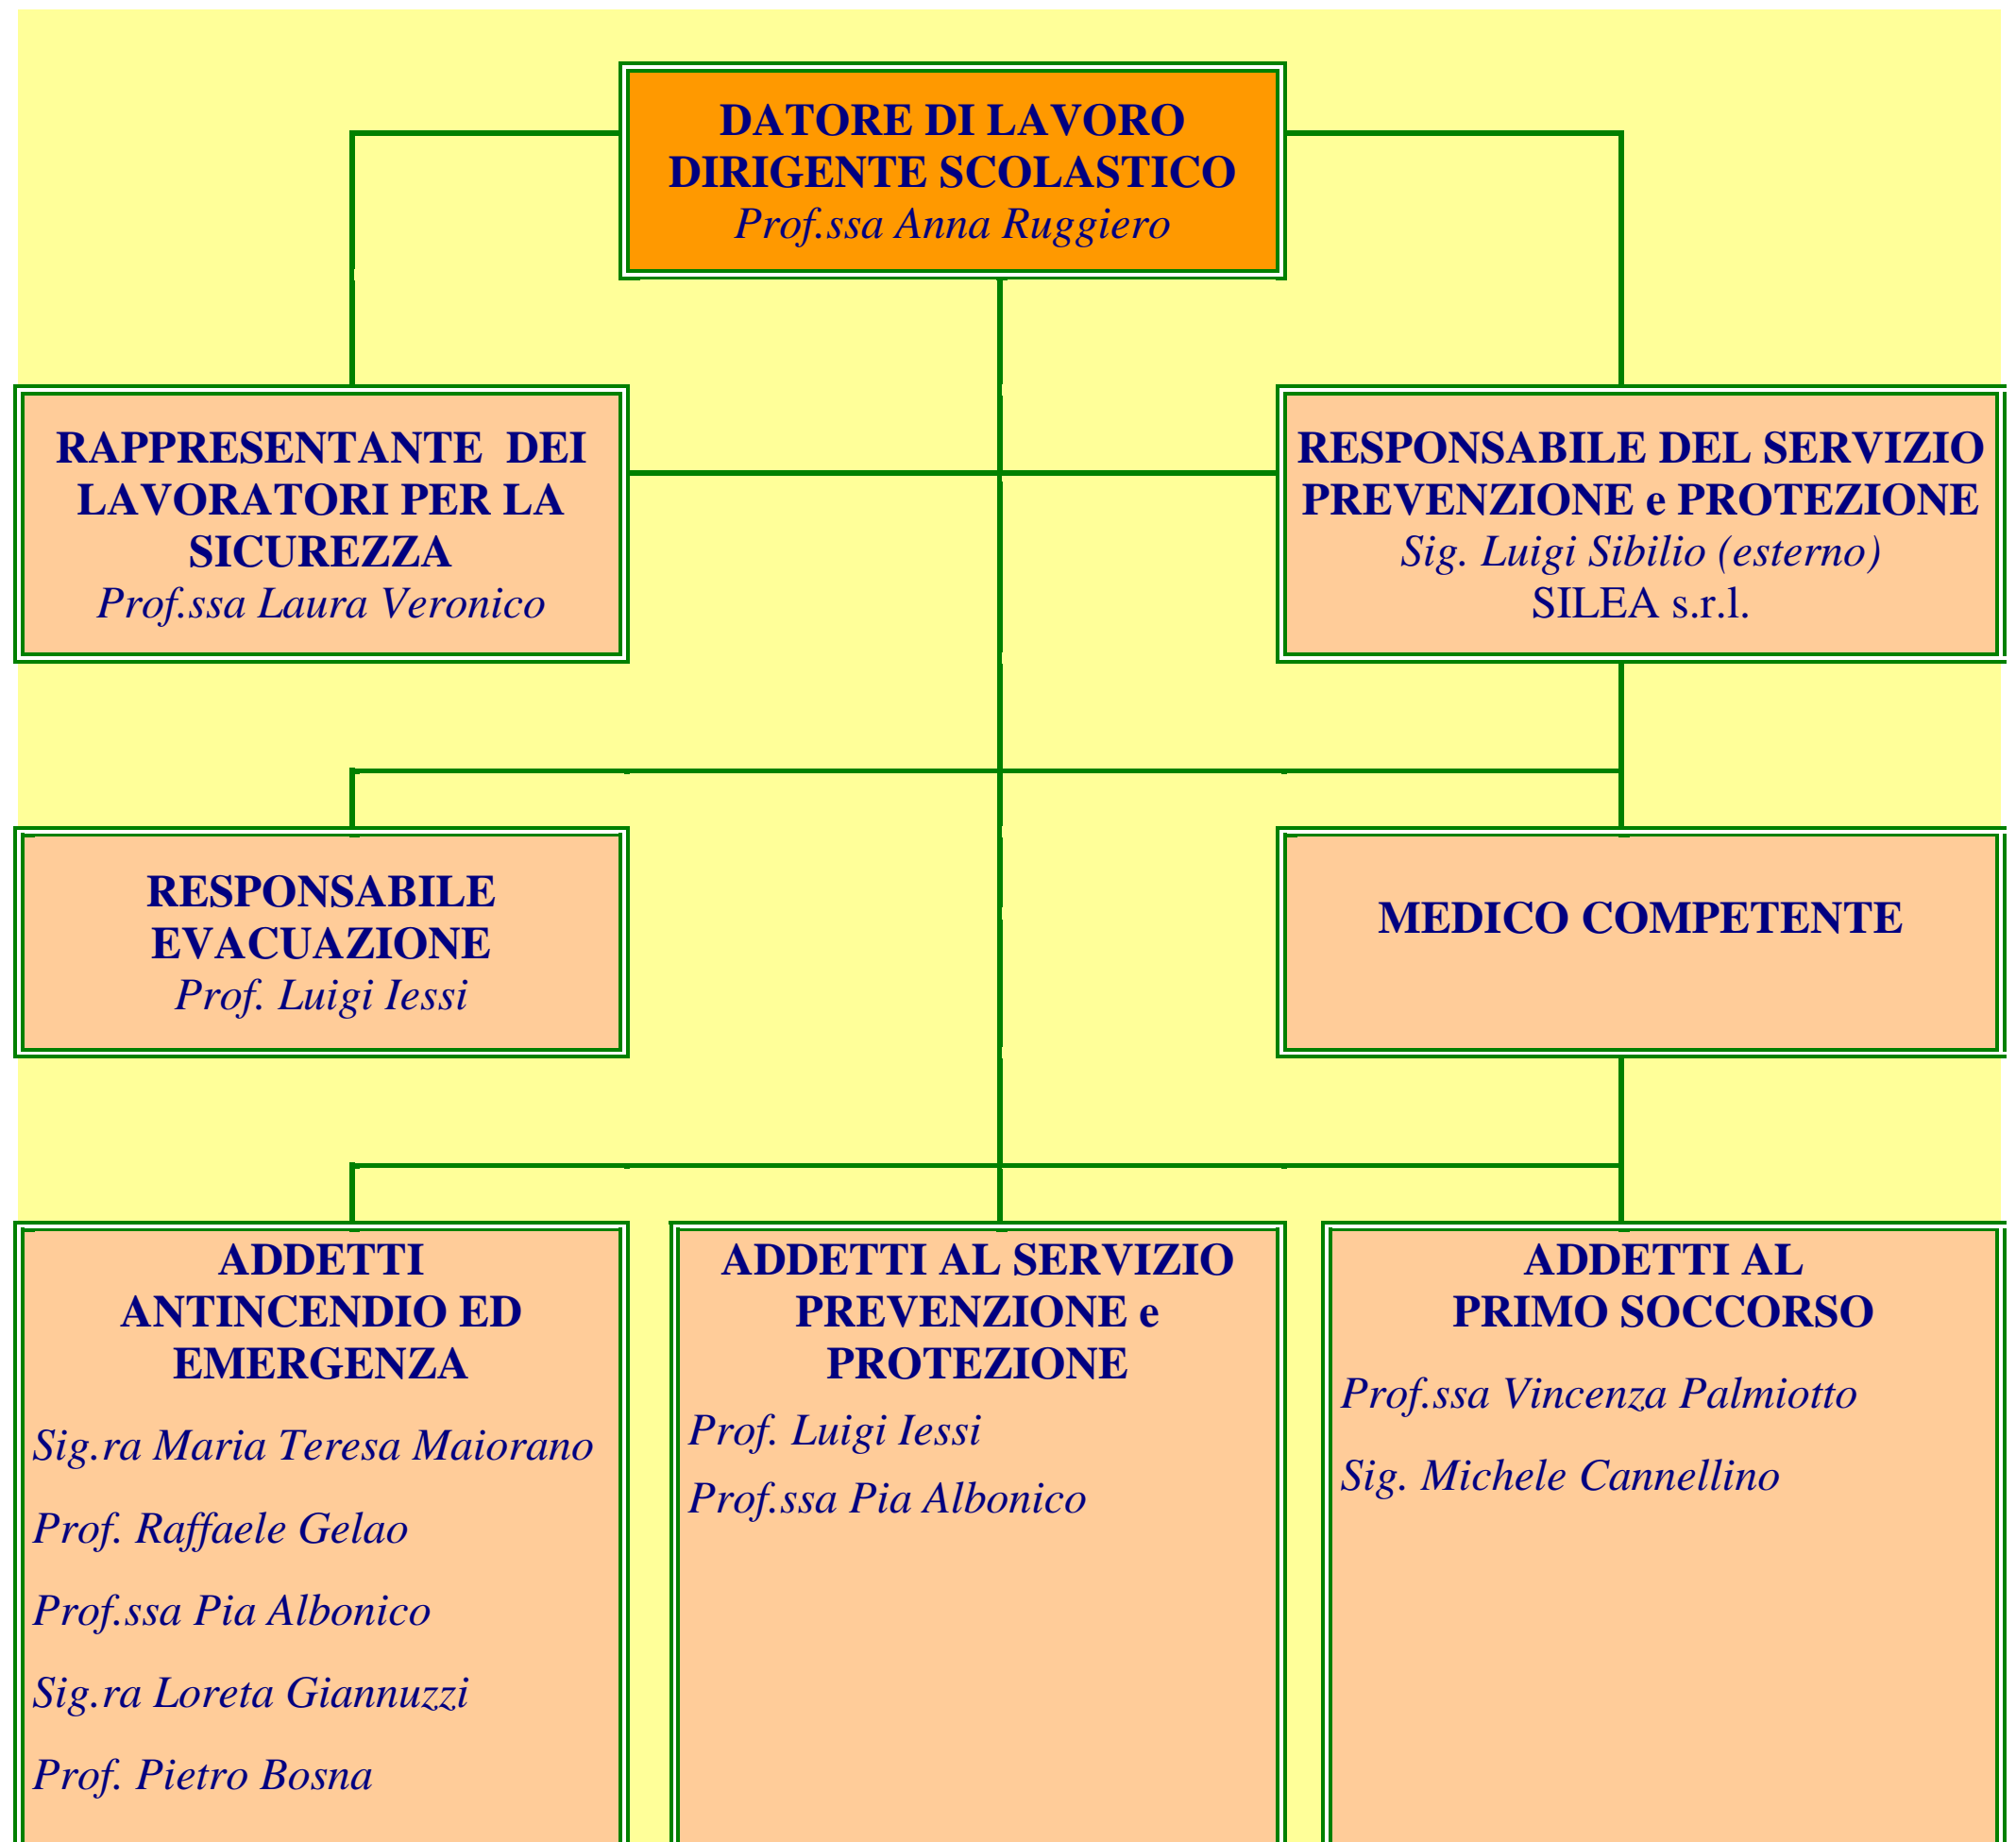 DATORE DI LAVORO
DIRIGENTE SCOLASTICO
Prof.ssa Anna Ruggiero
RAPPRESENTANTE DEI
LAVORATORI PER LA
SICUREZZA
Prof.ssa Laura Veronico
RESPONSABILE DEL SERVIZIO
PREVENZIONE e PROTEZIONE
Sig. Luigi Sibilio (esterno)
SILEA s.r.l.
RESPONSABILE
EVACUAZIONE
Prof. Luigi Iessi
MEDICO COMPETENTE
ADDETTI
ANTINCENDIO ED
EMERGENZA
Sig.ra Maria Teresa Maiorano
Prof. Raffaele Gelao
Prof.ssa Pia Albonico
Sig.ra Loreta Giannuzzi
Prof. Pietro Bosna
ADDETTI AL SERVIZIO
PREVENZIONE e
PROTEZIONE
Prof. Luigi Iessi
Prof.ssa Pia Albonico
ADDETTI AL
PRIMO SOCCORSO
Prof.ssa Vincenza Palmiotto
Sig. Michele Cannellino